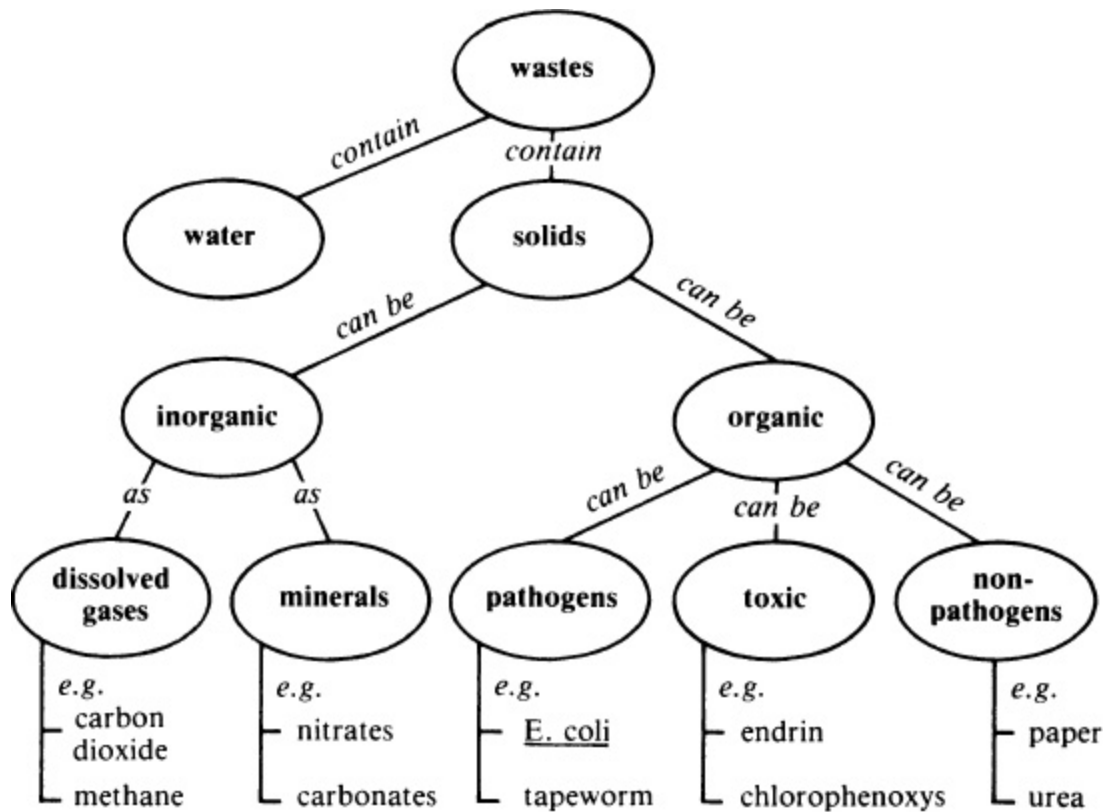 wastes
contain
contain
water
solids
can be
can be
inorganic
organic
as
as
can be
can be
can be
dissolved
gases
minerals
pathogens
toxic
non-
pathogens
e.g.
carbon
dioxide
methane
e.g.
nitrates
carbonates
e.g.
E. coli
tapeworm
e.g.
endrin
chlorophenoxys
e.g.
paper
urea